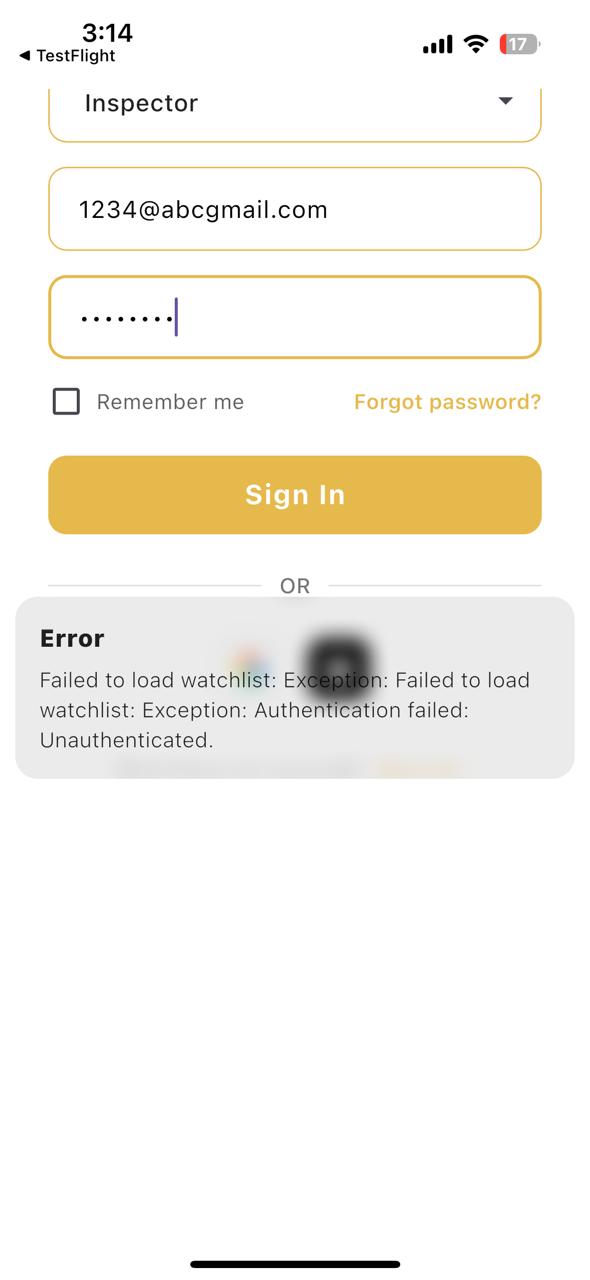 3:14
17
◀ TestFlight
Inspector
1234@abcgmail.com
••••••••
Remember me
Forgot password?
Sign In
OR
Error
Failed to load watchlist: Exception: Failed to load
watchlist: Exception: Authentication failed:
Unauthenticated.